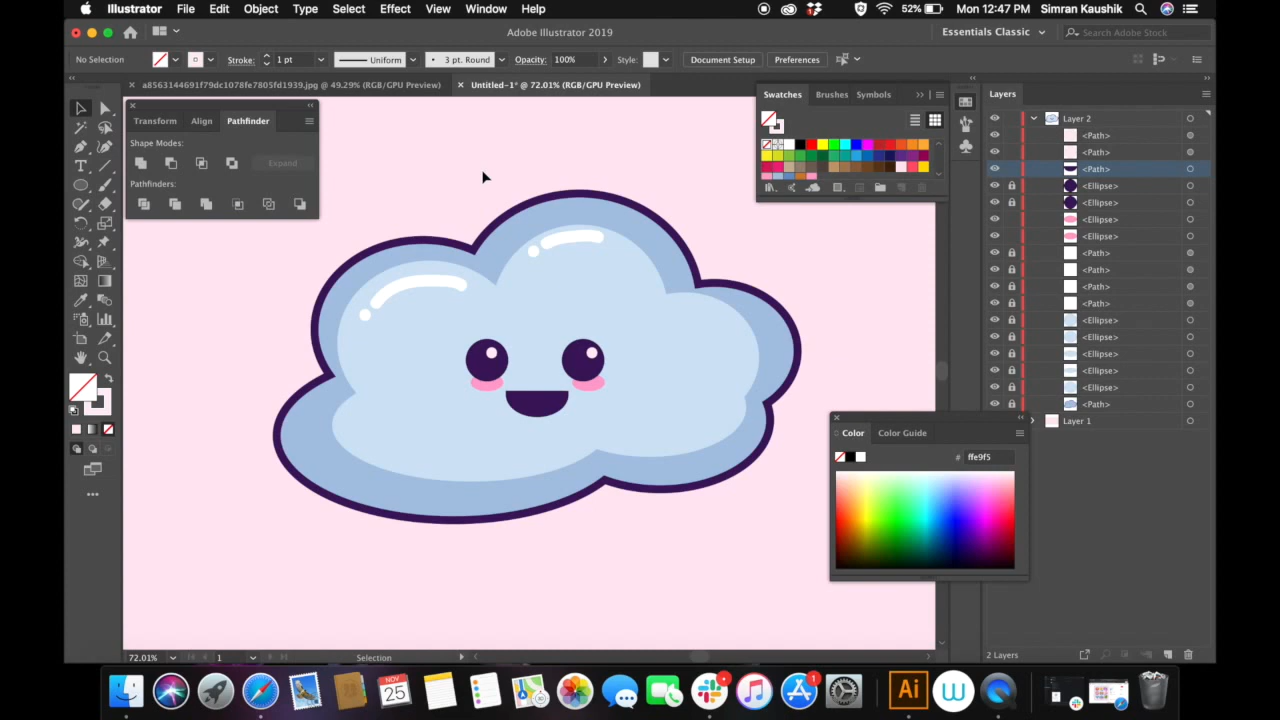 Illustrator File Edit Object Type Select Effect View Window Help
52% Mon 12:47 PM Simran Kaushik
Adobe Illustrator 2019
Essentials Classic
Search Adobe Stock
No Selection
Stroke:
1 pt
Uniform
3 pt. Round
Opacity:
100%
Style:
Document Setup
Preferences
a8563144691f79dc1078fe7805fd1939.jpg @ 49.29% (RGB/GPU Preview)
Untitled-1* @ 72.01% (RGB/GPU Preview)
Transform Align Pathfinder
Shape Modes:
Expand
Pathfinders:
Swatches Brushes Symbols
Layers
Layer 2
<Path>
<Path>
<Path>
<Ellipse>
<Ellipse>
<Ellipse>
<Ellipse>
<Path>
<Path>
<Path>
<Path>
<Ellipse>
<Ellipse>
<Ellipse>
<Ellipse>
<Ellipse>
<Path>
Layer 1
Color Color Guide
# ffe9f5
72.01%
1
Selection
2 Layers
NOV
25
Ai
1